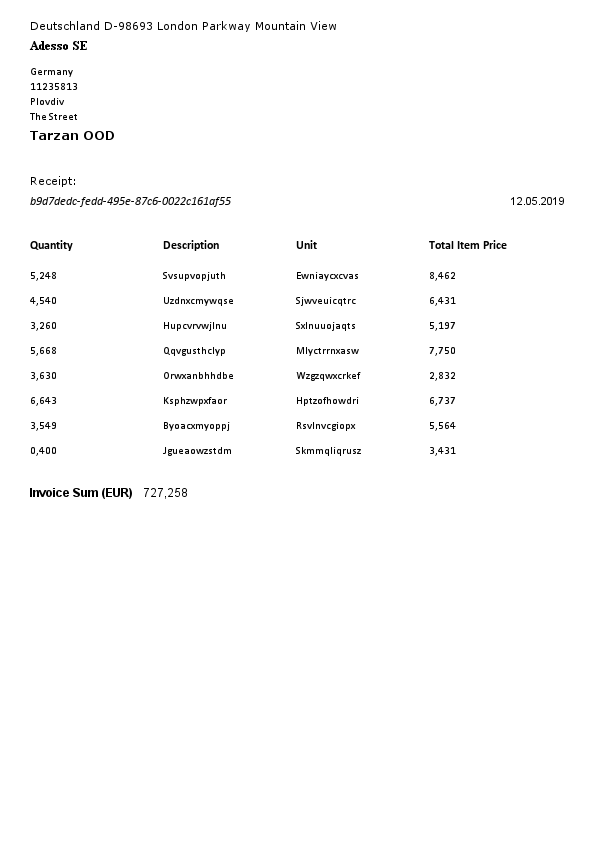 Deutschland D-98693 London Parkway Mountain View
Adesso SE
Germany
11235813
Plovdiv
The Street
Tarzan OOD
Receipt:
b9d7dedc-fedd-495e-87c6-0022c161af55 12.05.2019
Quantity Description Unit Total Item Price
5,248 Svsupvopjuth Ewniaycxcvas 8,462
4,540 Uzdnxcmywqse Sjwveuicqtrc 6,431
3,260 Hupcvrvwjlnu Sxlnuuojaqts 5,197
5,668 Qqvgusthclyp Mlyctrrnxasw 7,750
3,630 Orwxanbhhdbe Wzgzqwxcrkef 2,832
6,643 Ksphzwpxfaor Hptzofhowdri 6,737
3,549 Byoacxmyoppj Rsvlnvcgiopx 5,564
0,400 Jgueaowzstdm Skmmqliqrusz 3,431
Invoice Sum (EUR) 727,258